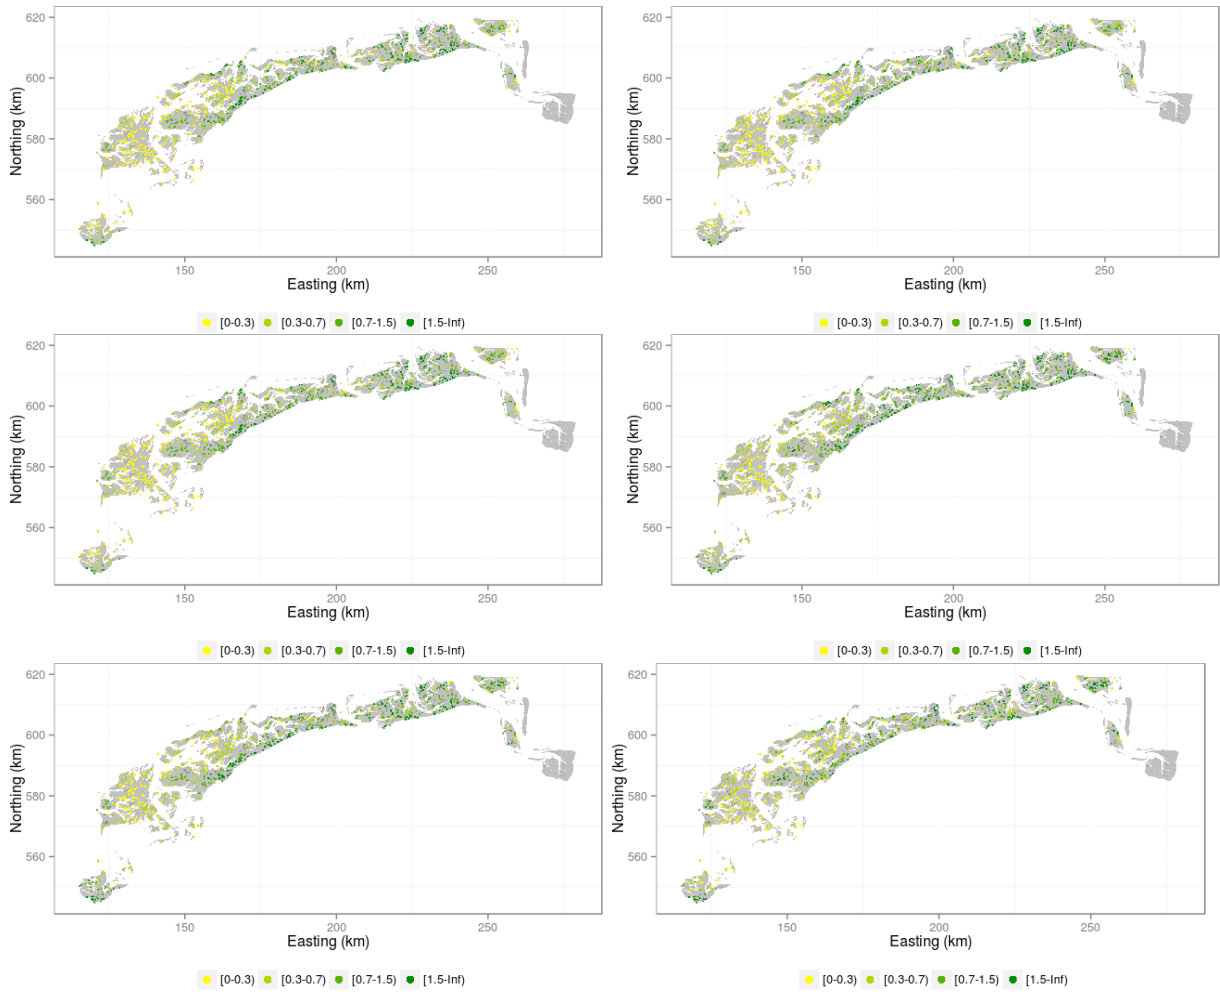 620
600
580
560
Northing (km)
150 200 250
Easting (km)
[0-0.3) [0.3-0.7) [0.7-1.5) [1.5-Inf)
620
600
580
560
Northing (km)
150 200 250
Easting (km)
[0-0.3) [0.3-0.7) [0.7-1.5) [1.5-Inf)
620
600
580
560
Northing (km)
150 200 250
Easting (km)
[0-0.3) [0.3-0.7) [0.7-1.5) [1.5-Inf)
620
600
580
560
Northing (km)
150 200 250
Easting (km)
[0-0.3) [0.3-0.7) [0.7-1.5) [1.5-Inf)
620
600
580
560
Northing (km)
150 200 250
Easting (km)
[0-0.3) [0.3-0.7) [0.7-1.5) [1.5-Inf)
620
600
580
560
Northing (km)
150 200 250
Easting (km)
[0-0.3) [0.3-0.7) [0.7-1.5) [1.5-Inf)